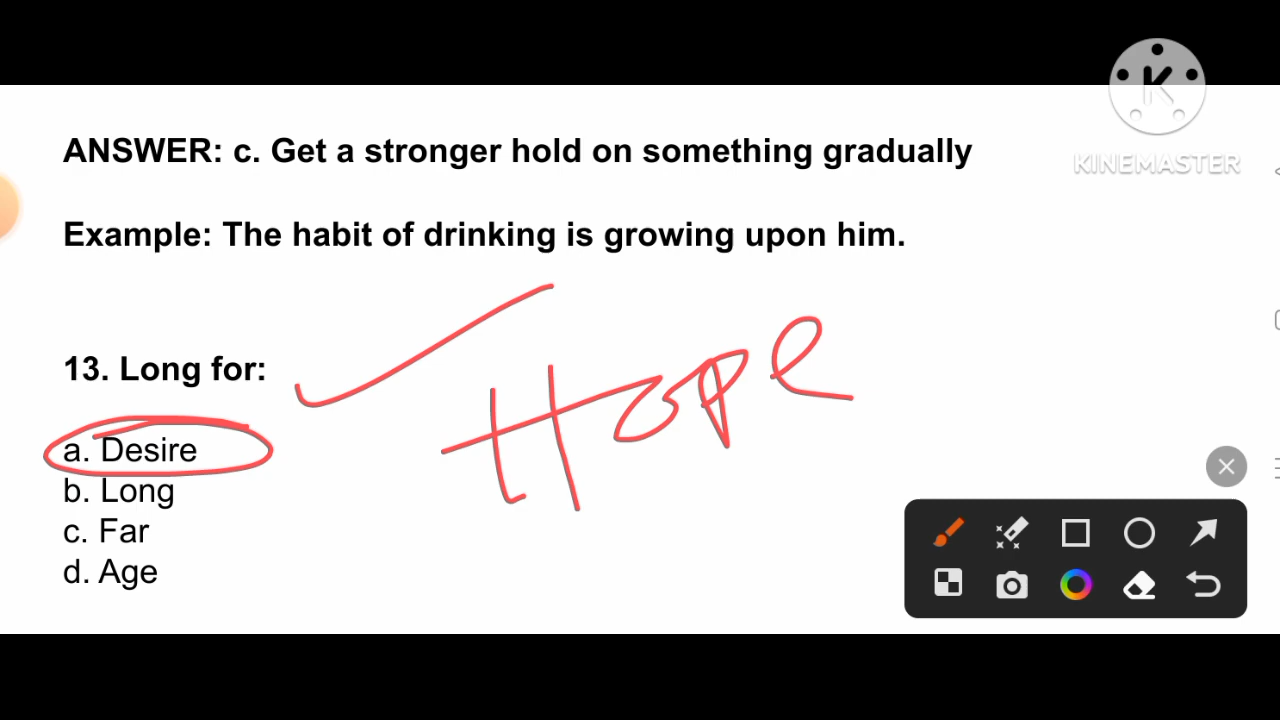 KINEMASTER
ANSWER: c. Get a stronger hold on something gradually
Example: The habit of drinking is growing upon him.
13. Long for:
Hope
a. Desire
b. Long
c. Far
d. Age